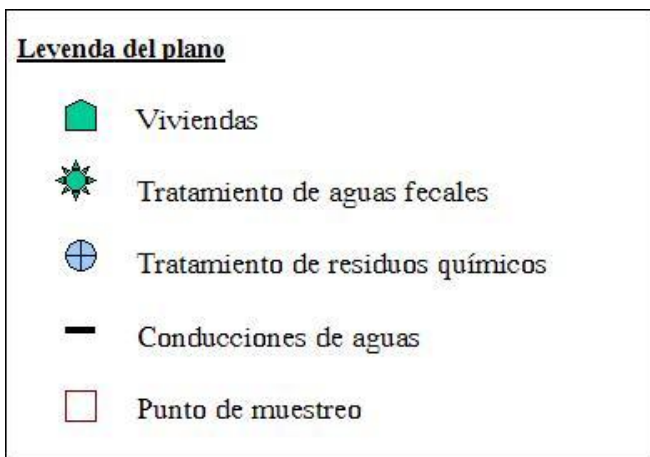 Leyenda del plano
Viviendas
Tratamiento de aguas fecales
Tratamiento de residuos químicos
Conducciones de aguas
Punto de muestreo